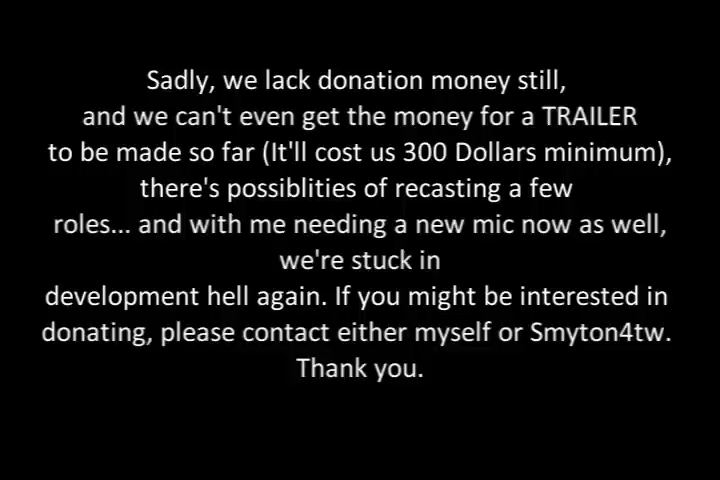 Sadly, we lack donation money still,
and we can't even get the money for a TRAILER
to be made so far (It'll cost us 300 Dollars minimum),
there's possiblities of recasting a few
roles... and with me needing a new mic now as well,
we're stuck in
development hell again. If you might be interested in
donating, please contact either myself or Smyton4tw.
Thank you.